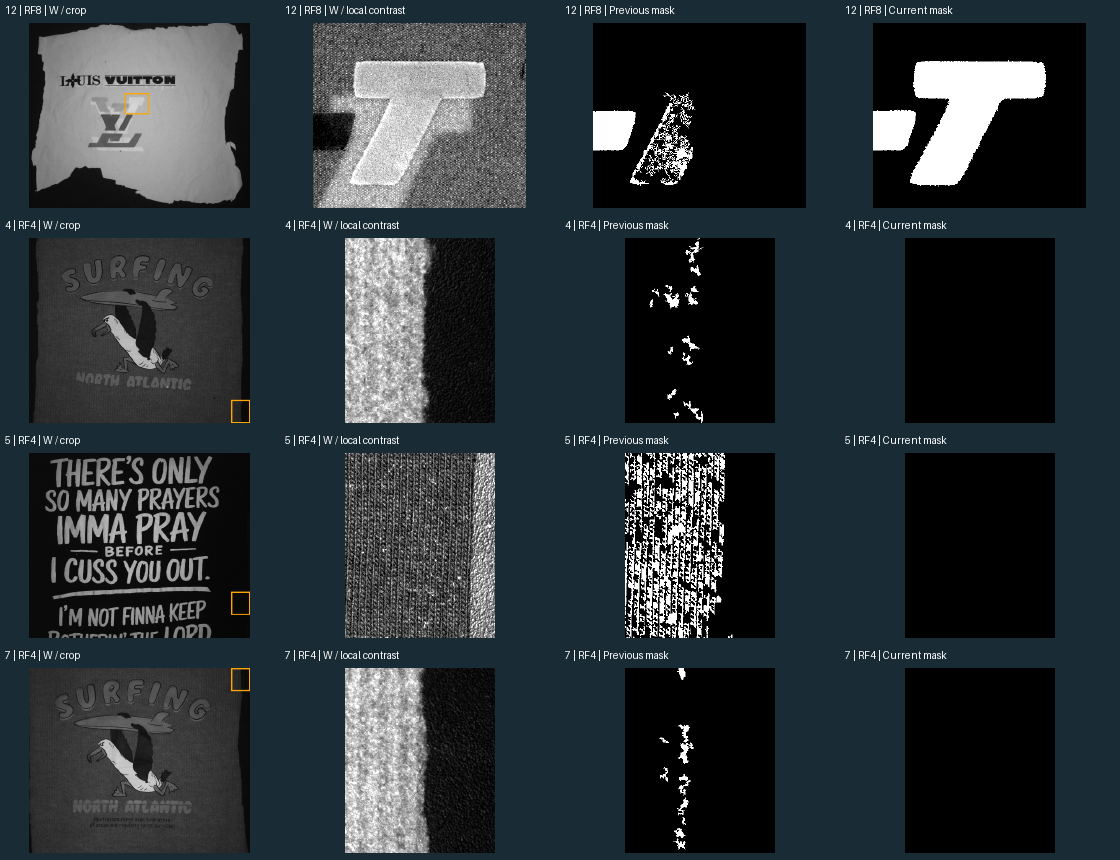 12 | RF8 | W / crop
12 | RF8 | W / local contrast
12 | RF8 | Previous mask
12 | RF8 | Current mask
LOUIS VUITTON
4 | RF4 | W / crop
4 | RF4 | W / local contrast
4 | RF4 | Previous mask
4 | RF4 | Current mask
SURFING
NORTH ATLANTIC
5 | RF4 | W / crop
5 | RF4 | W / local contrast
5 | RF4 | Previous mask
5 | RF4 | Current mask
THERE'S ONLY
SO MANY PRAYERS
IMMA PRAY
BEFORE
I CUSS YOU OUT.
I'M NOT FINNA KEEP
BOTHERIN' THE LORD
7 | RF4 | W / crop
7 | RF4 | W / local contrast
7 | RF4 | Previous mask
7 | RF4 | Current mask
SURFING
NORTH ATLANTIC